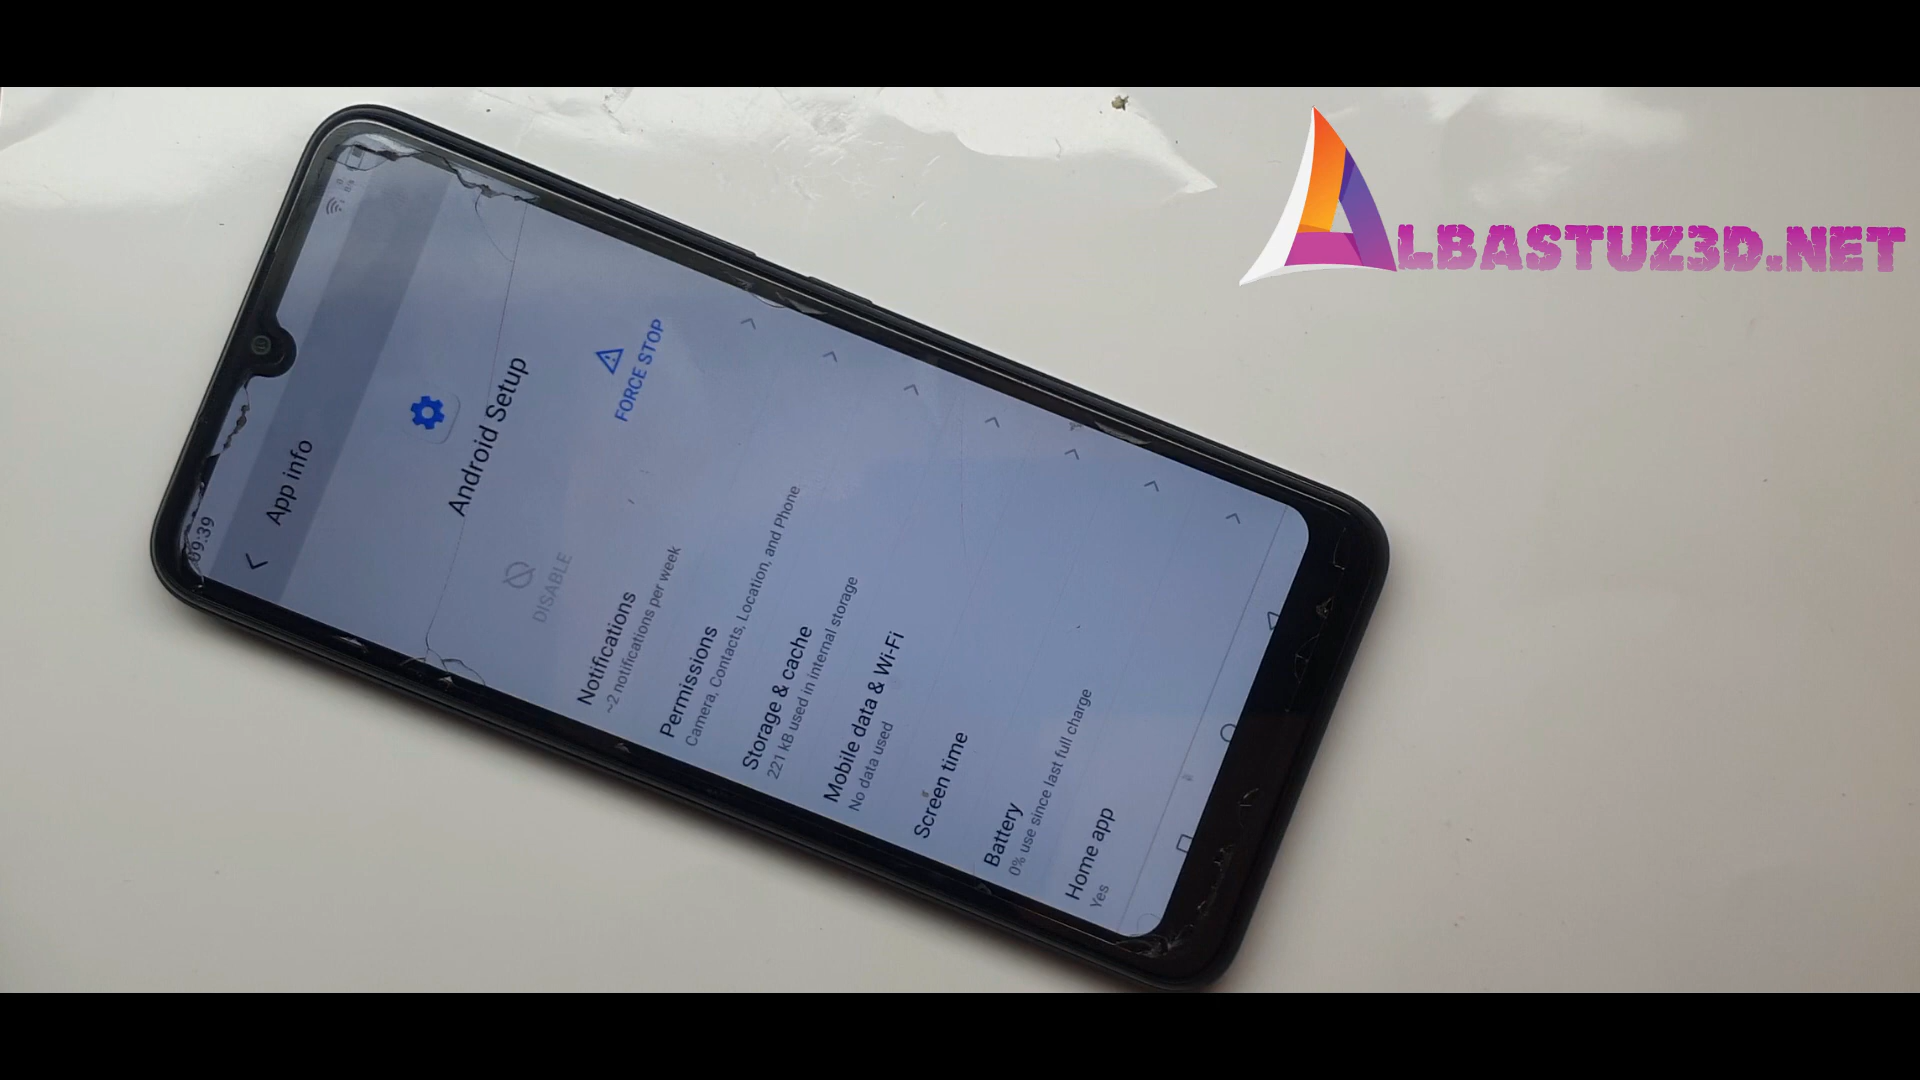 ALBASTUZ3D.NET
09:39
App info
Android Setup
DISABLE
FORCE STOP
Notifications
~2 notifications per week
Permissions
Camera, Contacts, Location, and Phone
Storage & cache
221 kB used in internal storage
Mobile data & Wi-Fi
No data used
Screen time
Battery
0% use since last full charge
Home app
Yes